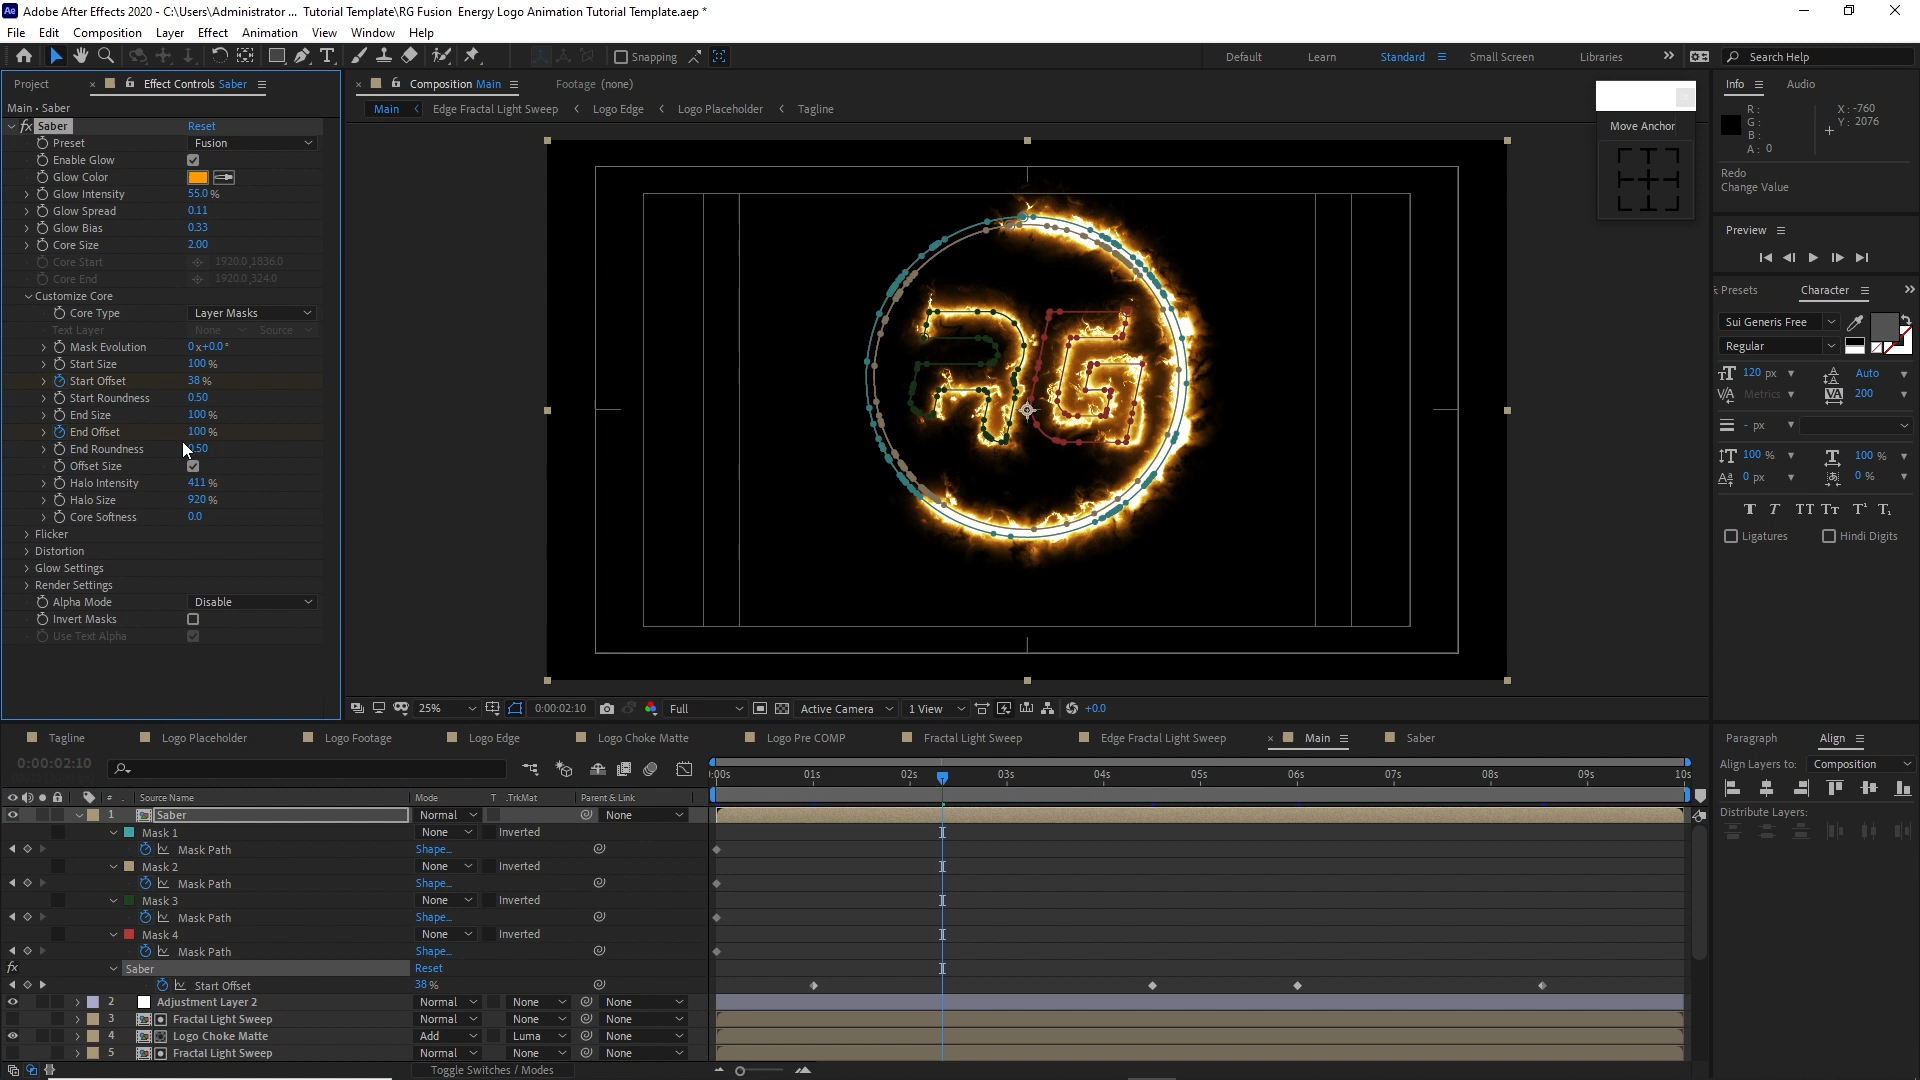 Adobe After Effects 2020 - C:\Users\Administrator ... Tutorial Template\RG Fusion Energy Logo Animation Tutorial Template.aep *
File Edit Composition Layer Effect Animation View Window Help
Snapping
Default Learn Standard Small Screen Libraries Search Help
Project Effect Controls Saber
Main • Saber
fx Saber Reset
Preset Fusion
Enable Glow
Glow Color
Glow Intensity 55.0 %
Glow Spread 0.11
Glow Bias 0.33
Core Size 2.00
Core Start 1920.0,1836.0
Core End 1920.0,324.0
Customize Core
Core Type Layer Masks
Text Layer None Source
Mask Evolution 0x+0.0°
Start Size 100 %
Start Offset 38 %
Start Roundness 0.50
End Size 100 %
End Offset 100 %
End Roundness 0.50
Offset Size
Halo Intensity 411 %
Halo Size 920 %
Core Softness 0.0
Flicker
Distortion
Glow Settings
Render Settings
Alpha Mode Disable
Invert Masks
Use Text Alpha
Composition Main Footage (none)
Main Edge Fractal Light Sweep Logo Edge Logo Placeholder Tagline
RG
Move Anchor
25% 0:00:02:10 Full Active Camera 1 View +0.0
Info Audio
R: X: -760
G: Y: 2076
B:
A: 0
Redo
Change Value
Preview
Presets Character
Sui Generis Free
Regular
120 px Auto
Metrics 200
- px
100 % 100 %
0 px 0 %
Ligatures Hindi Digits
Tagline Logo Placeholder Logo Footage Logo Edge Logo Choke Matte Logo Pre COMP Fractal Light Sweep Edge Fractal Light Sweep Main Saber
0:00:02:10
:00s 01s 02s 03s 04s 05s 06s 07s 08s 09s 10s
# Source Name Mode T .TrkMat Parent & Link
1 Saber Normal None
Mask 1 None Inverted
Mask Path Shape...
Mask 2 None Inverted
Mask Path Shape...
Mask 3 None Inverted
Mask Path Shape...
Mask 4 None Inverted
Mask Path Shape...
fx Saber Reset
Start Offset 38 %
2 Adjustment Layer 2 Normal None None
3 Fractal Light Sweep Normal None None
4 Logo Choke Matte Add Luma None
5 Fractal Light Sweep Normal None None
Toggle Switches / Modes
Paragraph Align
Align Layers to: Composition
Distribute Layers: